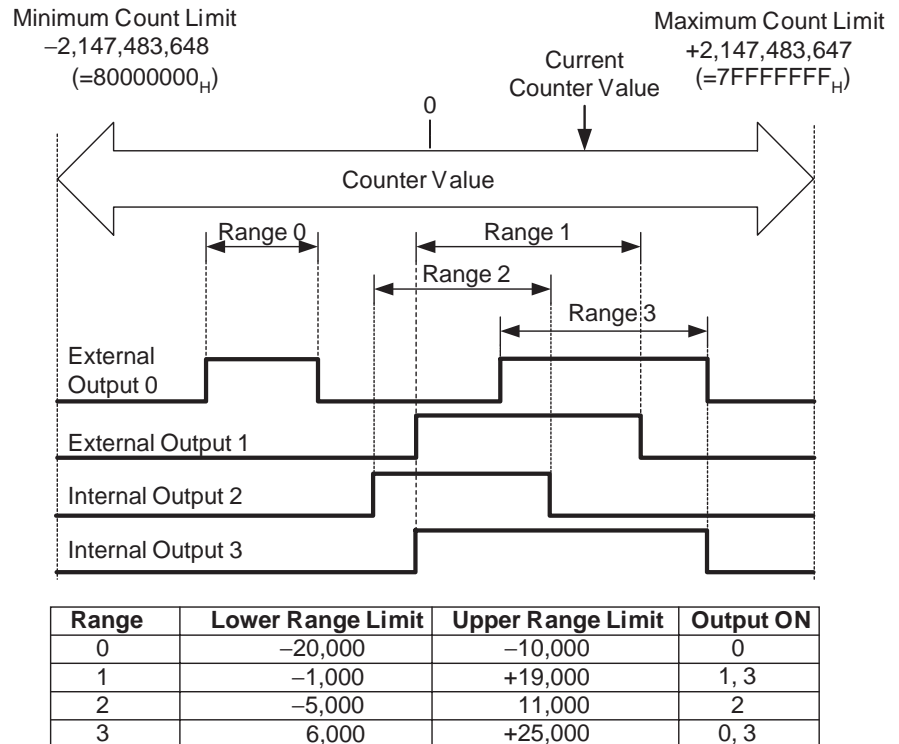 Minimum Count Limit
−2,147,483,648
(=80000000H)
Maximum Count Limit
+2,147,483,647
(=7FFFFFFFH)
Current
Counter Value
0
Counter Value
Range 0
Range 1
Range 2
Range 3
External
Output 0
External Output 1
Internal Output 2
Internal Output 3
Range Lower Range Limit Upper Range Limit Output ON
0 −20,000 −10,000 0
1 −1,000 +19,000 1, 3
2 −5,000 11,000 2
3 6,000 +25,000 0, 3